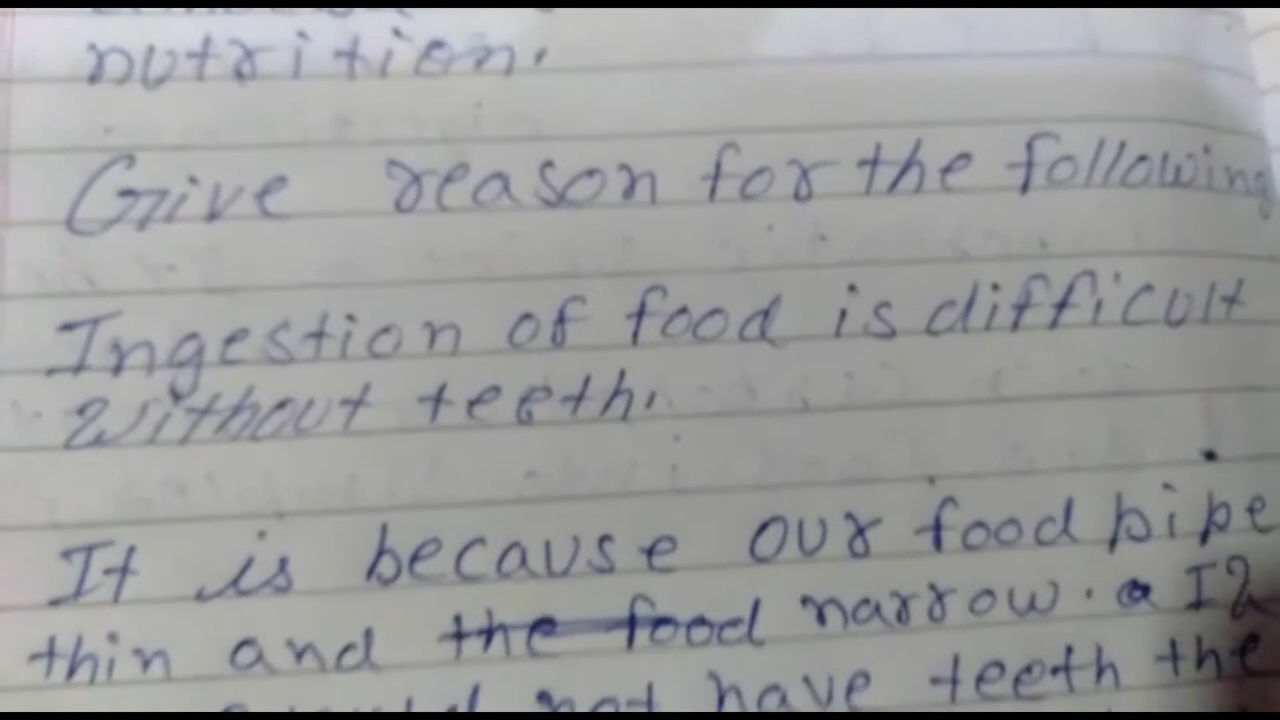 nutrition.
Give reason for the following
Ingestion of food is difficult
without teeth.
It is because our food pipe
thin and the food narrow. a
not have teeth the